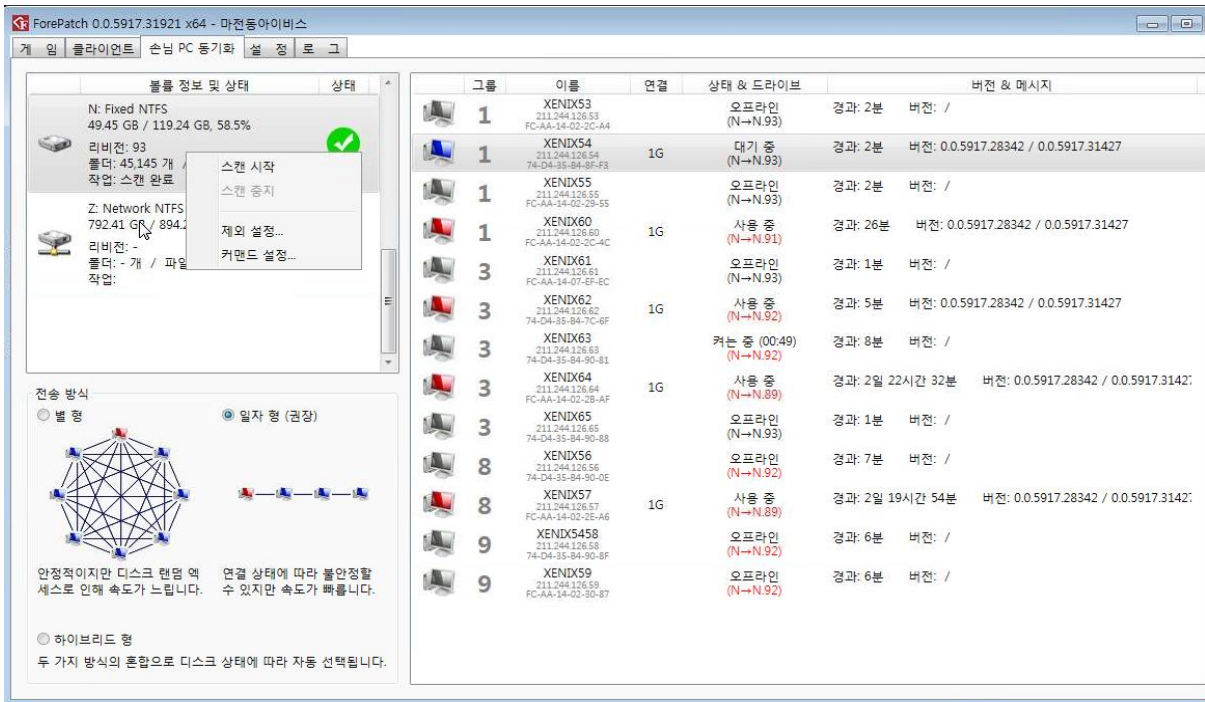 ForePatch 0.0.5917.31921 x64 - 마전동아이비스
게 임 클라이언트 손님 PC 동기화 설 정 로 그
볼륨 정보 및 상태 상태
N: Fixed NTFS
49.45 GB / 119.24 GB, 58.5%
리비전: 93
폴더: 45,145 개 /
작업: 스캔 완료
Z: Network NTFS
792.41 GB / 894.2
리비전: -
폴더: - 개 / 파일
작업:
스캔 시작
스캔 중지
제외 설정...
커맨드 설정...
전송 방식
별 형
일자 형 (권장)
안정적이지만 디스크 랜덤 엑
세스로 인해 속도가 느립니다.
연결 상태에 따라 불안정할
수 있지만 속도가 빠릅니다.
하이브리드 형
두 가지 방식의 혼합으로 디스크 상태에 따라 자동 선택됩니다.
그룹 이름 연결 상태 & 드라이브 버전 & 메시지
XENIX53
1 211.244.126.53 오프라인 경과: 2분 버전: /
FC-AA-14-02-2C-A4 (N→N.93)
XENIX54
1 211.244.126.54 1G 대기 중 경과: 2분 버전: 0.0.5917.28342 / 0.0.5917.31427
74-D4-35-B4-8F-F3 (N→N.93)
XENIX55
1 211.244.126.55 오프라인 경과: 2분 버전: /
FC-AA-14-02-29-55 (N→N.93)
XENIX60
1 211.244.126.60 1G 사용 중 경과: 26분 버전: 0.0.5917.28342 / 0.0.5917.31427
FC-AA-14-02-2C-4C (N→N.91)
XENIX61
3 211.244.126.61 오프라인 경과: 1분 버전: /
FC-AA-14-07-EF-EC (N→N.93)
XENIX62
3 211.244.126.62 1G 사용 중 경과: 5분 버전: 0.0.5917.28342 / 0.0.5917.31427
74-D4-35-B4-7C-6F (N→N.92)
XENIX63
3 211.244.126.63 켜는 중 (00:49) 경과: 8분 버전: /
74-D4-35-B4-90-81 (N→N.92)
XENIX64
3 211.244.126.64 1G 사용 중 경과: 2일 22시간 32분 버전: 0.0.5917.28342 / 0.0.5917.3142
FC-AA-14-02-2B-AF (N→N.89)
XENIX65
3 211.244.126.65 오프라인 경과: 1분 버전: /
74-D4-35-B4-90-88 (N→N.93)
XENIX56
8 211.244.126.56 오프라인 경과: 7분 버전: /
74-D4-35-B4-90-0E (N→N.92)
XENIX57
8 211.244.126.57 1G 사용 중 경과: 2일 19시간 54분 버전: 0.0.5917.28342 / 0.0.5917.3142
FC-AA-14-02-2E-A6 (N→N.89)
XENIX5458
9 211.244.126.58 오프라인 경과: 6분 버전: /
74-D4-35-B4-90-8F (N→N.92)
XENIX59
9 211.244.126.59 오프라인 경과: 6분 버전: /
FC-AA-14-02-30-87 (N→N.92)